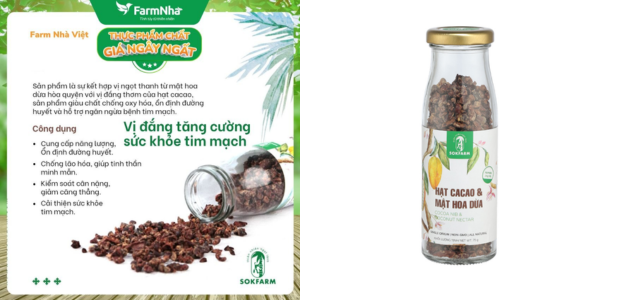 FarmNhà
Farm Nhà Việt
THỰC PHẨM CHẤT
GIÁ NGÂY NGẤT
Sản phẩm là sự kết hợp vị ngọt thanh từ mật hoa
dừa hòa quyện với vị đắng thơm của hạt cacao,
sản phẩm giàu chất chống oxy hóa, ổn định đường
huyết và hỗ trợ ngăn ngừa bệnh tim mạch.
Công dụng
Vị đắng tăng cường
sức khỏe tim mạch
• Cung cấp năng lượng,
Ổn định đường huyết.
• Chống lão hóa, giúp tinh thần
minh mẫn.
• Kiểm soát cân nặng,
giảm căng thẳng.
• Cải thiện sức khỏe
tim mạch.
SOKFARM
SOKFARM
HẠT CACAO &
MẬT HOA DỪA
CACAO NIB &
COCONUT NECTAR